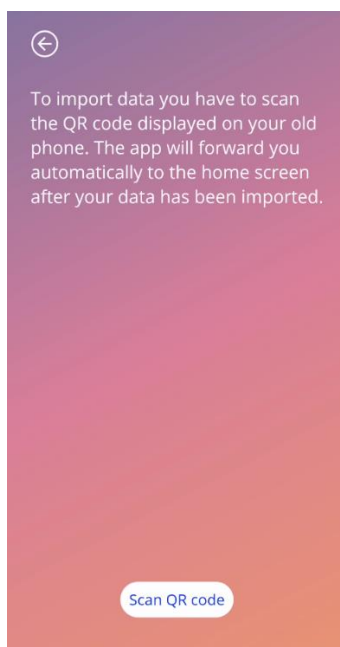 To import data you have to scan
the QR code displayed on your old
phone. The app will forward you
automatically to the home screen
after your data has been imported.
Scan QR code